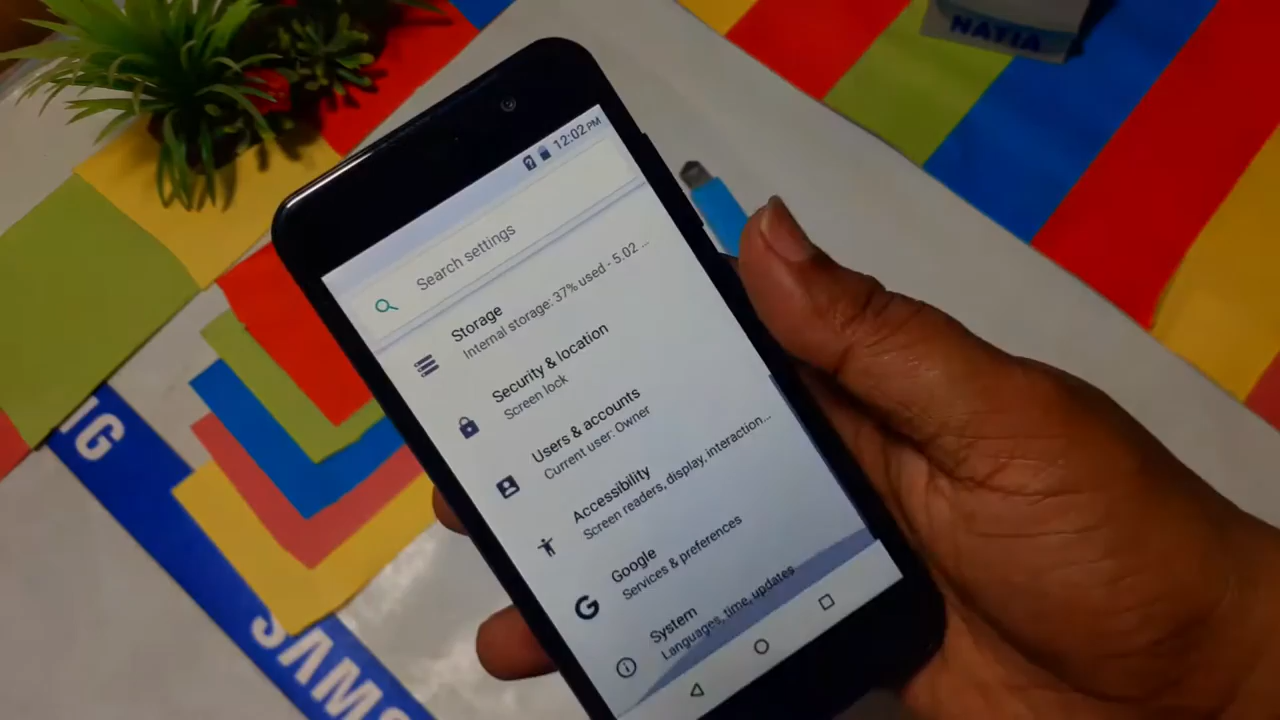 NATIA
12:02 PM
Search settings
Storage
Internal storage: 37% used - 5.02 ...
Security & location
Screen lock
Users & accounts
Current user: Owner
Accessibility
Screen readers, display, interaction...
Google
Services & preferences
System
Languages, time, updates...
NG
SAMS